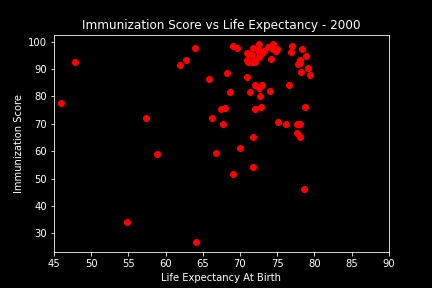 Immunization Score vs Life Expectancy - 2000
100
90
80
70
60
50
40
30
Immunization Score
45 50 55 60 65 70 75 80 85 90
Life Expectancy At Birth